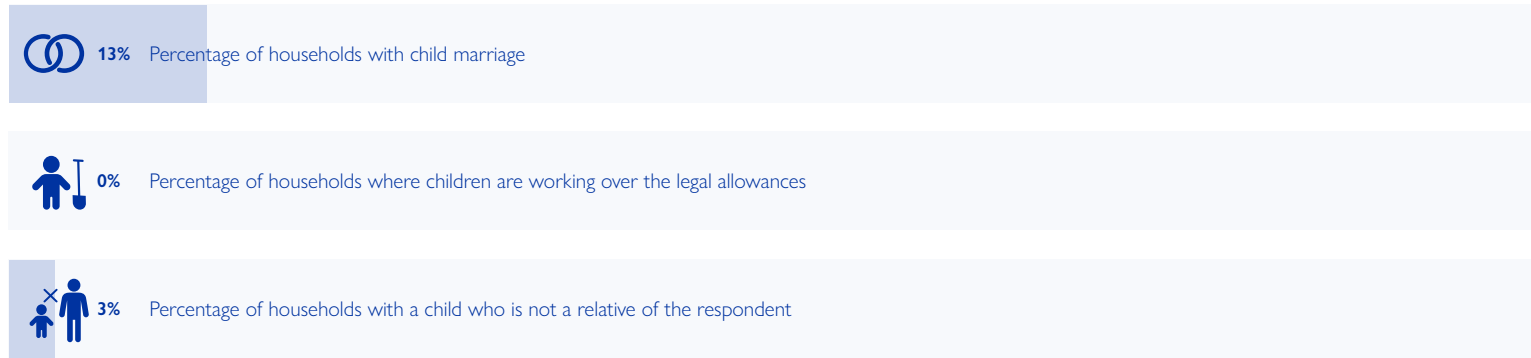 13% Percentage of households with child marriage
0% Percentage of households where children are working over the legal allowances
3% Percentage of households with a child who is not a relative of the respondent